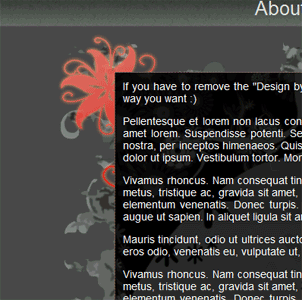 About
If you have to remove the "Design by
way you want :)
Pellentesque et lorem non lacus con
amet lorem. Suspendisse potenti. Se
nostra, per inceptos himenaeos. Quis
dolor ut ipsum. Vestibulum tortor. Mor
Vivamus rhoncus. Nam consequat tin
metus, tristique ac, gravida sit amet,
elementum venenatis. Donec turpis.
augue ut sapien. In aliquet ligula sit a
Mauris tincidunt, odio ut ultrices aucto
eros odio, venenatis eu, vulputate ut,
Vivamus rhoncus. Nam consequat tin
metus, tristique ac, gravida sit amet,
elementum venenatis. Donec turpis.